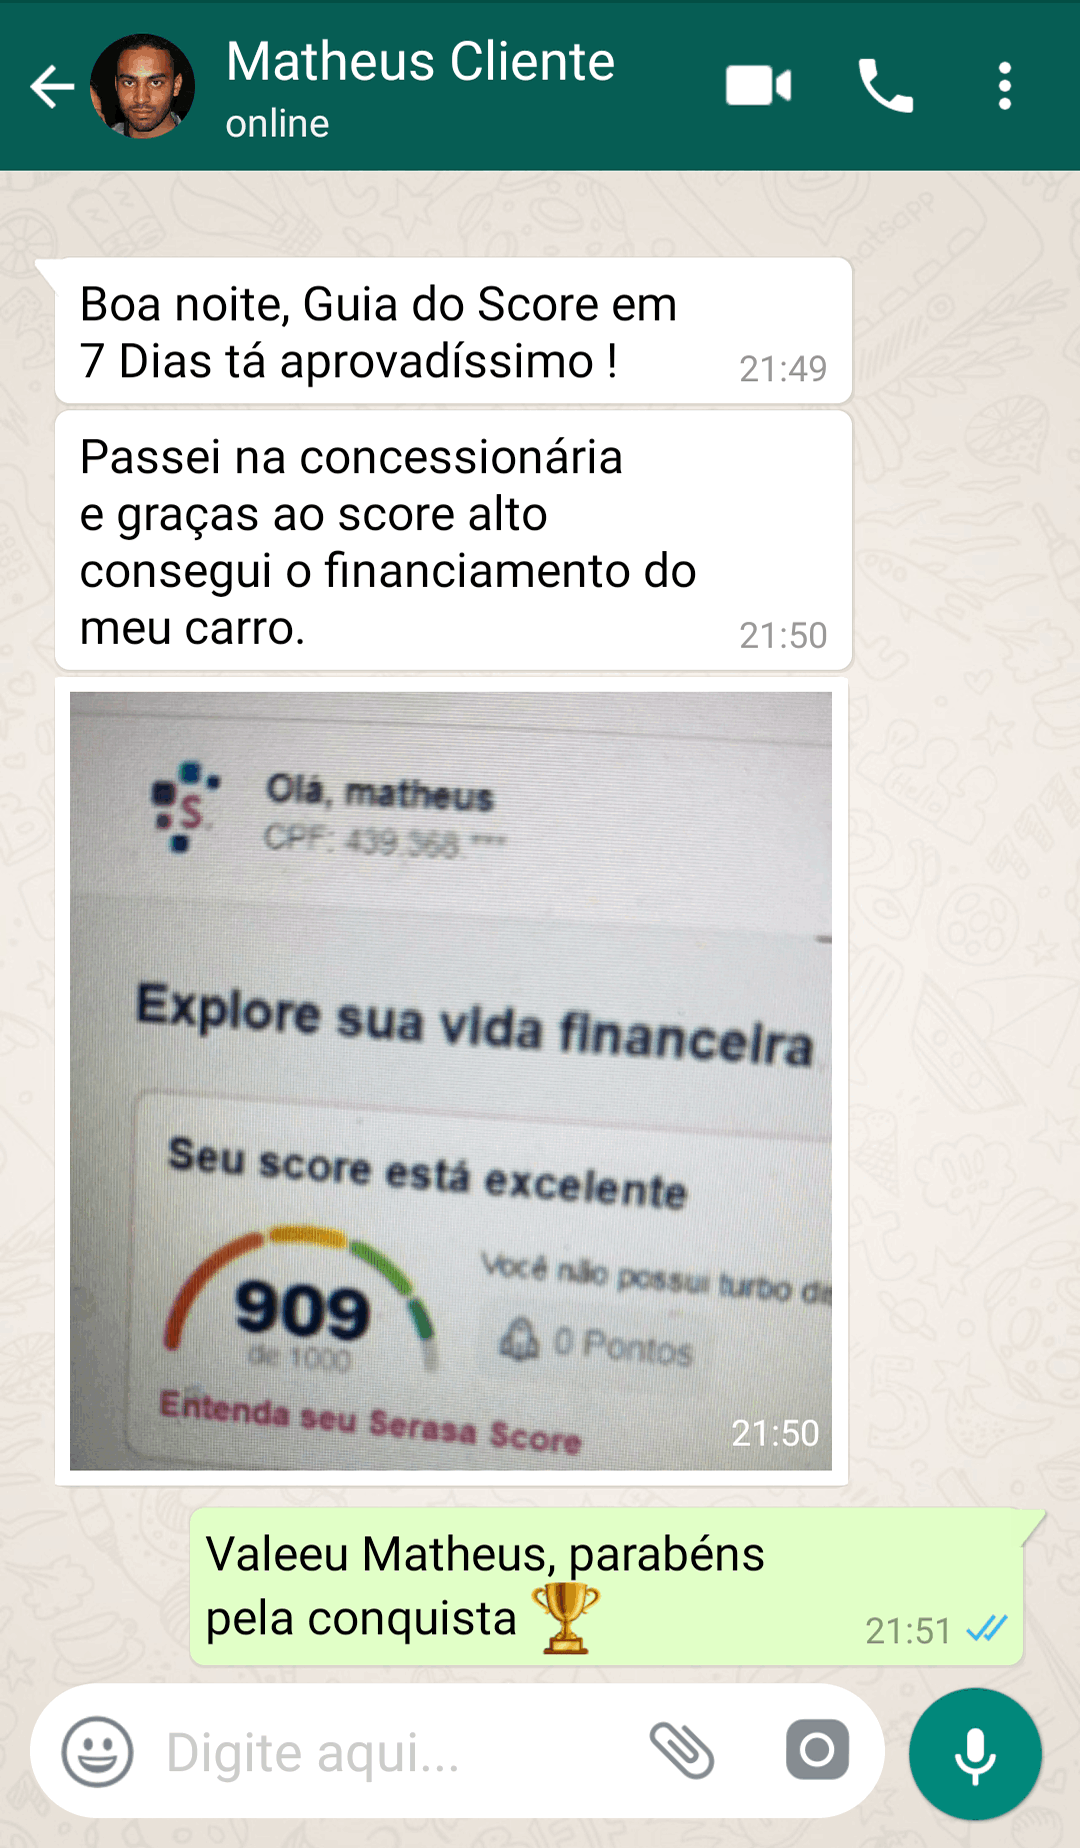 Matheus Cliente
online
Boa noite, Guia do Score em
7 Dias tá aprovadíssimo !
21:49
Passei na concessionária
e graças ao score alto
consegui o financiamento do
meu carro.
21:50
S.
Olá, matheus
CPF: 439.368.***
Explore sua vida financeira
Seu score está excelente
909
de 1000
Você não possui turbo de
0 Pontos
Entenda seu Serasa Score
21:50
Valeeu Matheus, parabéns
pela conquista 🏆
21:51
Digite aqui...